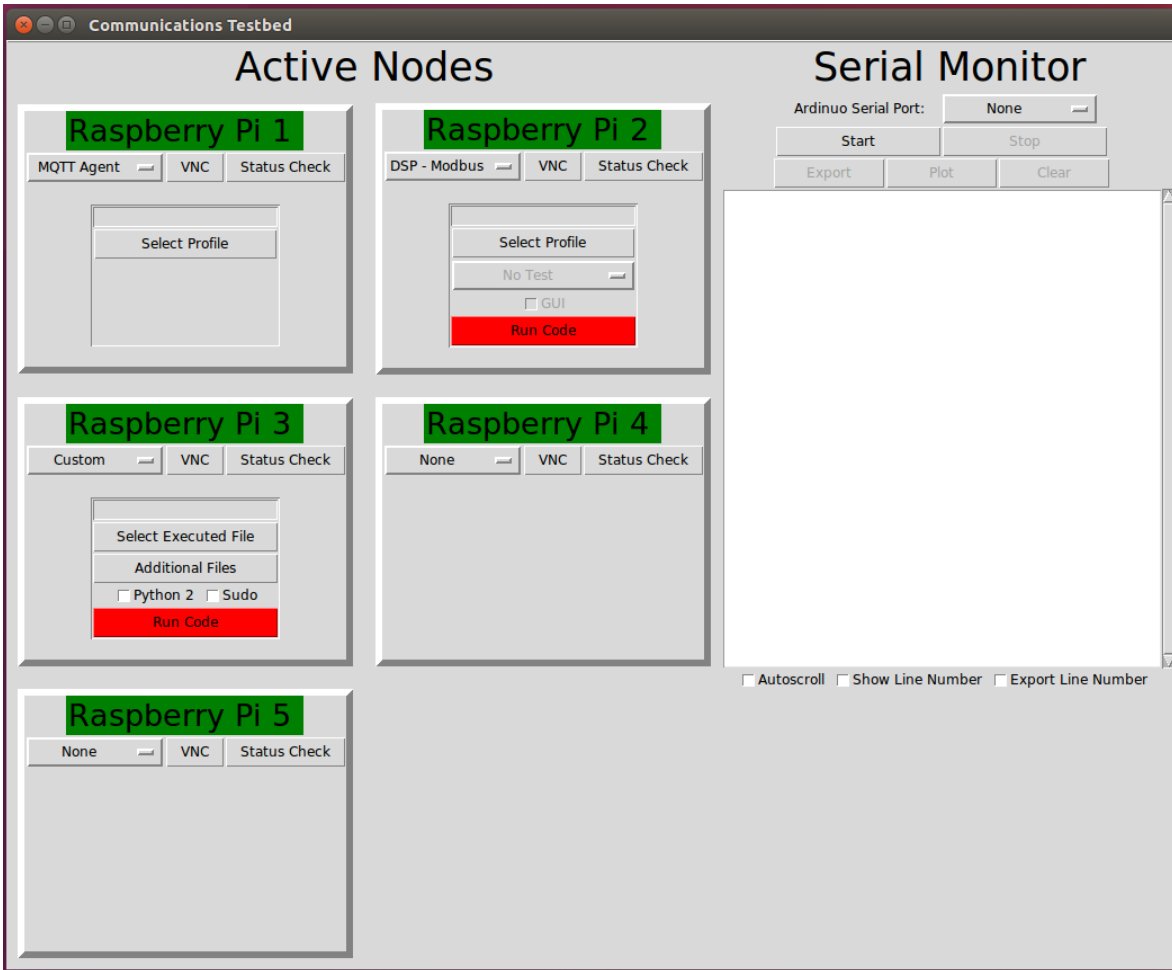 Communications Testbed
Active Nodes
Raspberry Pi 1
MQTT Agent VNC Status Check
Select Profile
Raspberry Pi 2
DSP - Modbus VNC Status Check
Select Profile
No Test
GUI
Run Code
Raspberry Pi 3
Custom VNC Status Check
Select Executed File
Additional Files
Python 2 Sudo
Run Code
Raspberry Pi 4
None VNC Status Check
Raspberry Pi 5
None VNC Status Check
Serial Monitor
Ardinuo Serial Port: None
Start Stop
Export Plot Clear
Autoscroll Show Line Number Export Line Number